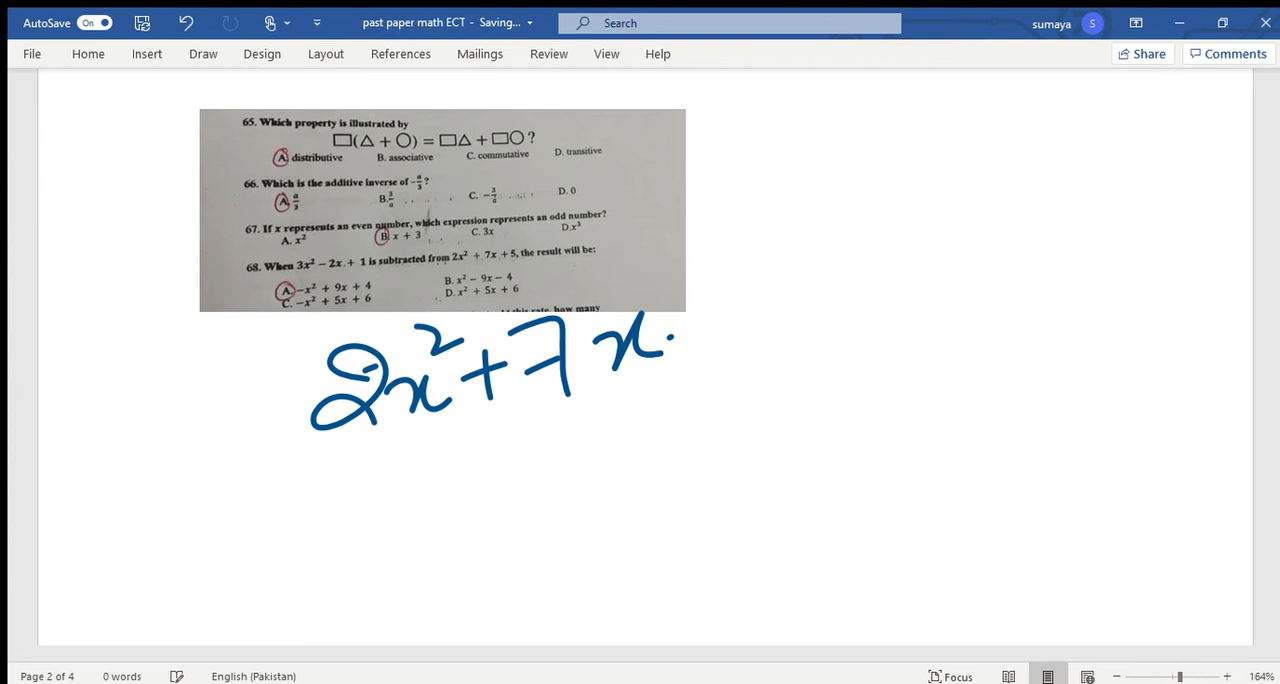 AutoSave On past paper math ECT - Saving... Search sumaya S
File Home Insert Draw Design Layout References Mailings Review View Help Share Comments
65. Which property is illustrated by
□(△ + ○) = □△ + □○ ?
A. distributive B. associative C. commutative D. transitive
66. Which is the additive inverse of -a/3?
A. a/3 B. 3/a C. -3/a D. 0
67. If x represents an even number, which expression represents an odd number?
A. x² B. x + 3 C. 3x D. x³
68. When 3x² − 2x + 1 is subtracted from 2x² + 7x + 5, the result will be:
A. −x² + 9x + 4 B. x² − 9x − 4
C. −x² + 5x + 6 D. x² + 5x + 6
this rate, how many
2x² + 7x
Page 2 of 4 0 words English (Pakistan) Focus 164%